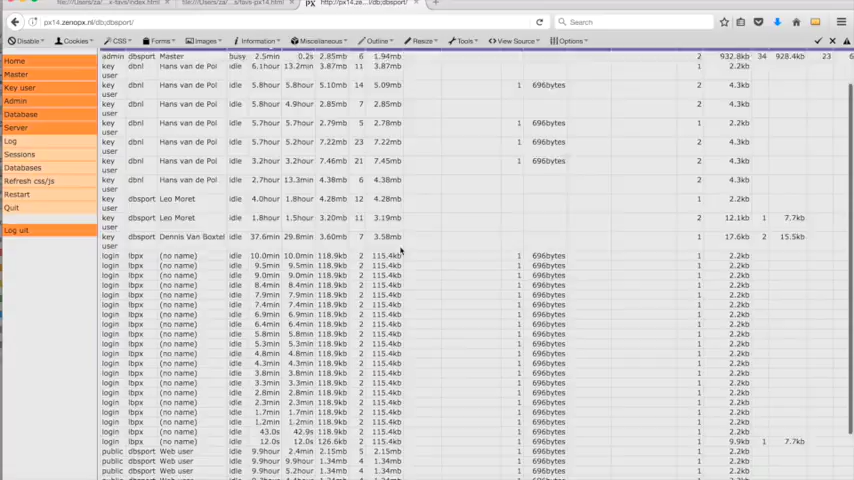 file:///Users/za/...s-favs/index.html × file:///Users/za/...s/favs-px14.html × px http://px14.ze...l/db;dbsport/ × +
px14.zenopx.nl/db;dbsport/ Search
Disable Cookies CSS Forms Images Information Miscellaneous Outline Resize Tools View Source Options
Home
Master
Key user
Admin
Database
Server
Log
Sessions
Databases
Refresh css/js
Restart
Quit
Log uit
admin dbsport Master busy 2.5min 0.2s 2.85mb 6 1.94mb 2 932.8kb 34 928.4kb 23
key user dbnl Hans van de Pol idle 6.1hour 13.2min 3.87mb 11 3.87mb 1 2.2kb
key user dbnl Hans van de Pol idle 5.8hour 3.6hour 5.10mb 14 5.09mb 1 696bytes 2 4.3kb
key user dbnl Hans van de Pol idle 5.8hour 4.9hour 2.85mb 7 2.85mb 2 4.3kb
key user dbnl Hans van de Pol idle 5.7hour 5.7hour 2.79mb 5 2.78mb 1 696bytes 1 2.2kb
key user dbnl Hans van de Pol idle 5.7hour 5.2hour 7.22mb 23 7.22mb 2 4.3kb
key user dbnl Hans van de Pol idle 3.2hour 3.2hour 7.46mb 21 7.45mb 1 696bytes 2 4.3kb
key user dbnl Hans van de Pol idle 2.7hour 13.3min 4.38mb 6 4.38mb 2 4.3kb
key user dbsport Leo Moret idle 4.0hour 1.8hour 4.28mb 12 4.28mb 1 2.2kb
key user dbsport Leo Moret idle 1.8hour 1.5hour 3.20mb 11 3.19mb 2 12.1kb 1 7.7kb
key user dbsport Dennis Van Boxtel idle 37.6min 29.8min 3.60mb 7 3.58mb 1 17.6kb 2 15.5kb
login lbpx (no name) idle 10.0min 10.0min 118.9kb 2 115.4kb 1 696bytes 1 2.2kb
login lbpx (no name) idle 9.5min 9.5min 118.9kb 2 115.4kb 1 696bytes 1 2.2kb
login lbpx (no name) idle 9.0min 9.0min 118.9kb 2 115.4kb 1 696bytes 1 2.2kb
login lbpx (no name) idle 8.4min 8.4min 118.9kb 2 115.4kb 1 696bytes 1 2.2kb
login lbpx (no name) idle 7.9min 7.9min 118.9kb 2 115.4kb 1 696bytes 1 2.2kb
login lbpx (no name) idle 7.4min 7.4min 118.9kb 2 115.4kb 1 696bytes 1 2.2kb
login lbpx (no name) idle 6.9min 6.9min 118.9kb 2 115.4kb 1 696bytes 1 2.2kb
login lbpx (no name) idle 6.4min 6.4min 118.9kb 2 115.4kb 1 696bytes 1 2.2kb
login lbpx (no name) idle 5.8min 5.8min 118.9kb 2 115.4kb 1 696bytes 1 2.2kb
login lbpx (no name) idle 5.3min 5.3min 118.9kb 2 115.4kb 1 696bytes 1 2.2kb
login lbpx (no name) idle 4.8min 4.8min 118.9kb 2 115.4kb 1 696bytes 1 2.2kb
login lbpx (no name) idle 4.3min 4.3min 118.9kb 2 115.4kb 1 696bytes 1 2.2kb
login lbpx (no name) idle 3.8min 3.8min 118.9kb 2 115.4kb 1 696bytes 1 2.2kb
login lbpx (no name) idle 3.3min 3.3min 118.9kb 2 115.4kb 1 696bytes 1 2.2kb
login lbpx (no name) idle 2.8min 2.8min 118.9kb 2 115.4kb 1 696bytes 1 2.2kb
login lbpx (no name) idle 2.3min 2.3min 118.9kb 2 115.4kb 1 696bytes 1 2.2kb
login lbpx (no name) idle 1.7min 1.7min 118.9kb 2 115.4kb 1 696bytes 1 2.2kb
login lbpx (no name) idle 1.2min 1.2min 118.9kb 2 115.4kb 1 696bytes 1 2.2kb
login lbpx (no name) idle 43.0s 42.9s 118.9kb 2 115.4kb 1 696bytes 1 2.2kb
login lbpx (no name) idle 12.0s 12.0s 126.6kb 2 115.4kb 1 696bytes 1 9.9kb 1 7.7kb
public dbsport Web user idle 9.9hour 2.4min 2.15mb 5 2.15mb
public dbsport Web user idle 9.9hour 9.9hour 1.34mb 4 1.34mb
public dbsport Web user idle 9.9hour 5.2hour 1.34mb 4 1.34mb